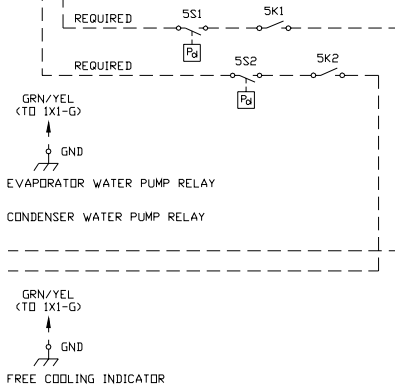 REQUIRED 5S1 5K1
Pd
REQUIRED 5S2 5K2
Pd
GRN/YEL
(TO 1X1-G)
GND
EVAPORATOR WATER PUMP RELAY
CONDENSER WATER PUMP RELAY
GRN/YEL
(TO 1X1-G)
GND
FREE COOLING INDICATOR